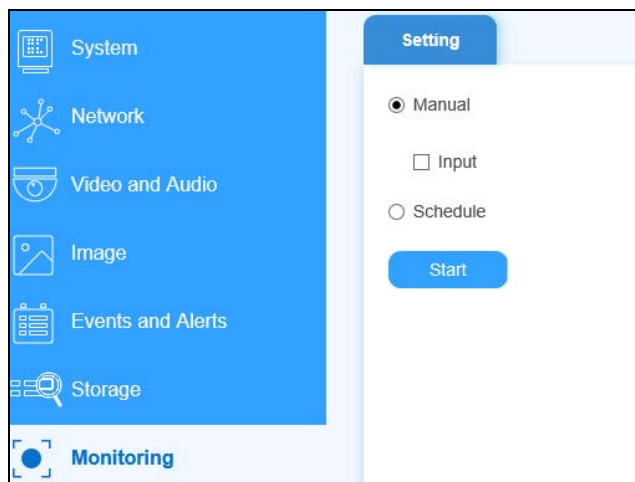 System
Network
Video and Audio
Image
Events and Alerts
Storage
Monitoring
Setting
Manual
Input
Schedule
Start